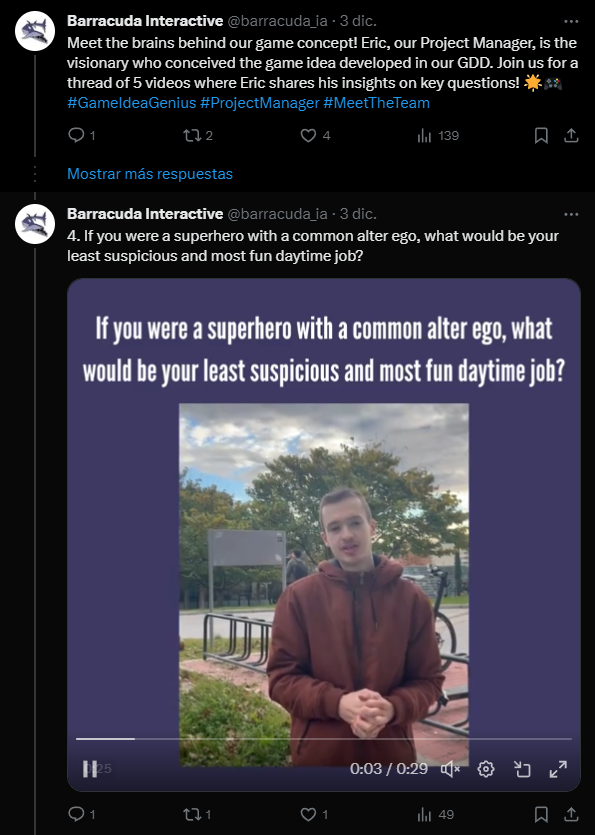 Barracuda Interactive @barracuda_ia · 3 dic.
Meet the brains behind our game concept! Eric, our Project Manager, is the
visionary who conceived the game idea developed in our GDD. Join us for a
thread of 5 videos where Eric shares his insights on key questions! 🌟🎮
#GameIdeaGenius #ProjectManager #MeetTheTeam
1 2 4 139
Mostrar más respuestas
Barracuda Interactive @barracuda_ia · 3 dic.
4. If you were a superhero with a common alter ego, what would be your
least suspicious and most fun daytime job?
If you were a superhero with a common alter ego, what
would be your least suspicious and most fun daytime job?
0:03 / 0:29
1 1 1 49